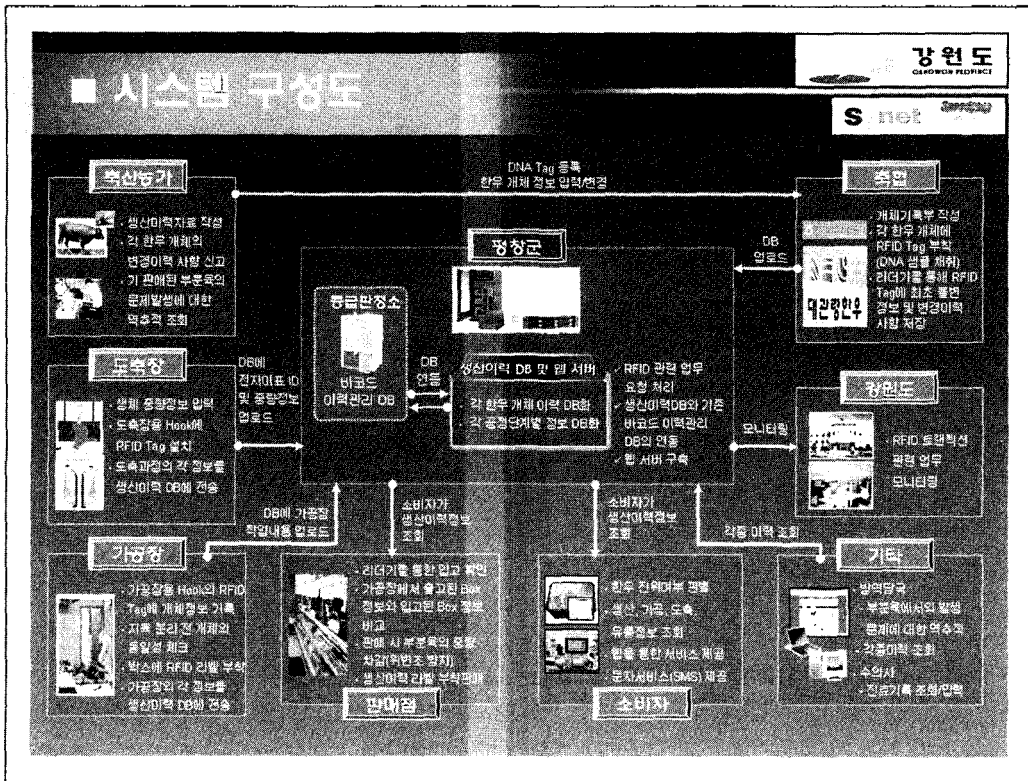 ■ 시스템 구성도
강원도
GANGWON PROVINCE
S net
축산농가
· 생산이력자료 작성
· 각 한우 개체의
변경이력 사항 신고
· 기 판매된 부분육의
문제발생에 대한
역추적 조회
DNA Tag 등록
한우 개체 정보 입력/변경
축협
· 개체기록부 작성
· 각 한우 개체에
RFID Tag 부착
(DNA 샘플 채취)
· 리더기를 통해 RFID
Tag에 최초 불변
정보 및 변경이력
사항 저장
대관령한우
DB
업로드
평창군
등급판정소
바코드
이력관리 DB
DB
연동
생산이력 DB 및 웹 서버
· 각 한우 개체 이력 DB화
· 각 공정단계별 정보 DB화
✓ RFID 관련 업무
요청 처리
✓ 생산이력DB와 기존
바코드 이력관리
DB의 연동
✓ 웹 서버 구축
도축장
· 생체 중량정보 입력
· 도축장용 Hook에
RFID Tag 설치
· 도축과정의 각 정보를
생산이력 DB에 전송
DB에
전자이표 ID
및 중량정보
업로드
모니터링
강원도
· RFID 트랜잭션
관련 업무
모니터링
DB에 가공장
작업내용 업로드
소비자가
생산이력정보
조회
소비자가
생산이력정보
조회
각종 이력 조회
가공장
· 가공장용 Hook와 RFID
Tag에 개체정보 기록
· 지육 분리 전 개체와
동일성 체크
· 박스에 RFID 라벨 부착
· 가공장의 각 정보를
생산이력 DB에 전송
· 리더기를 통한 입고 확인
· 가공장에서 출고된 Box
정보와 입고된 Box 정보
비교
· 판매 시 부분육의 중량
차감(위변조 방지)
· 생산이력 라벨 부착판매
판매점
· 한우 진위여부 판별
· 생산, 가공, 도축,
유통정보 조회
· 웹을 통한 서비스 제공
· 문자서비스(SMS) 제공
소비자
기타
· 방역당국
- 부분육에서의 발생
문제에 대한 역추적
- 각종이력 조회
· 수의사
- 진료기록 조회/입력